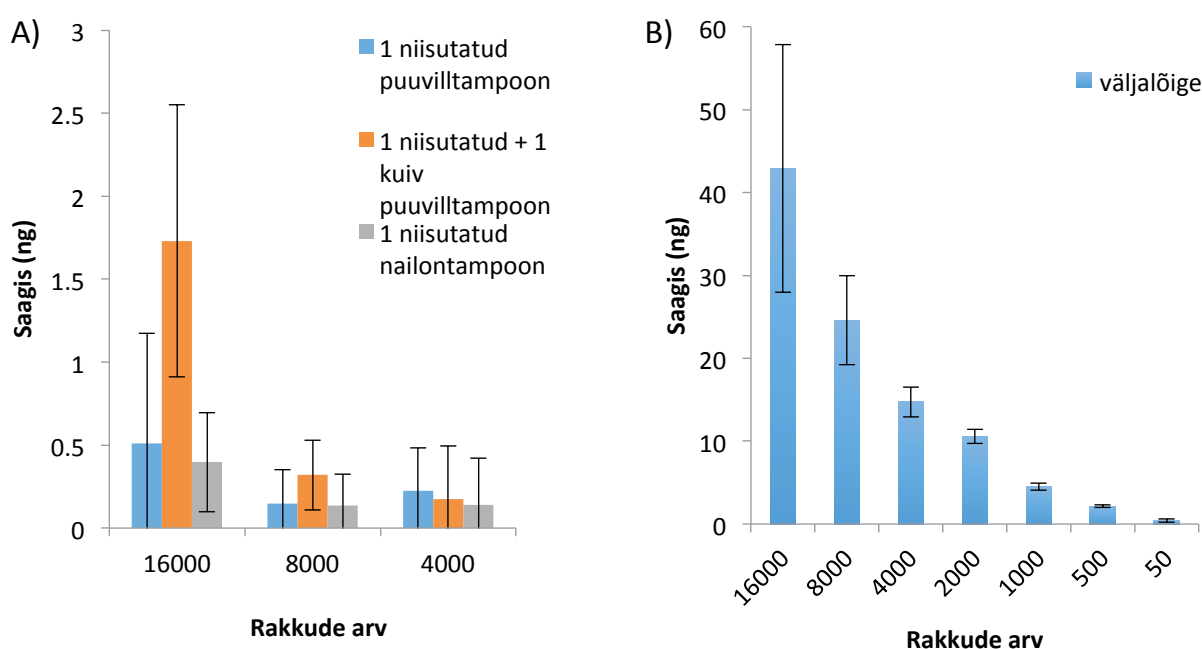 A)
3
2.5
2
1.5
1
0.5
0
Saagis (ng)
16000 8000 4000
Rakkude arv
1 niisutatud
puuvilltampoon
1 niisutatud + 1
kuiv
puuvilltampoon
1 niisutatud
nailontampoon
B)
60
50
40
30
20
10
0
Saagis (ng)
väljalõige
16000 8000 4000 2000 1000 500 50
Rakkude arv